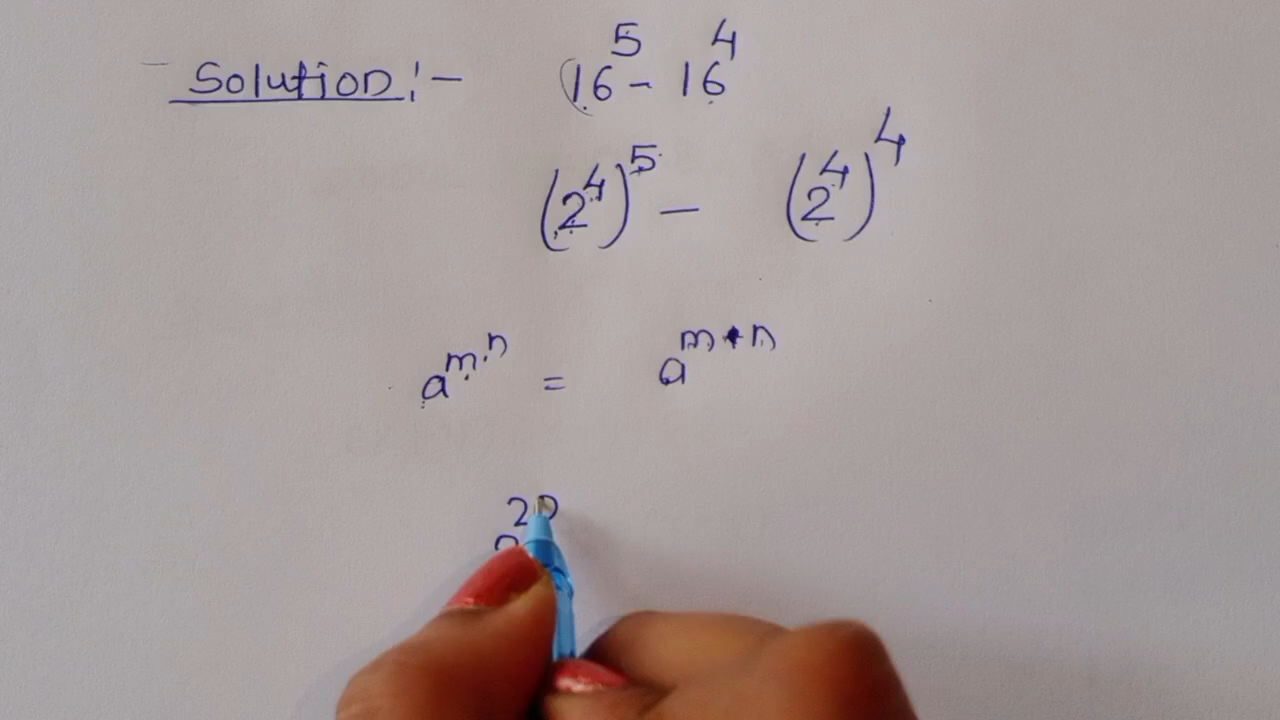 Solution:- 16^5 - 16^4
(2^4)^5 - (2^4)^4
a^m.n = a^m•n
2^20